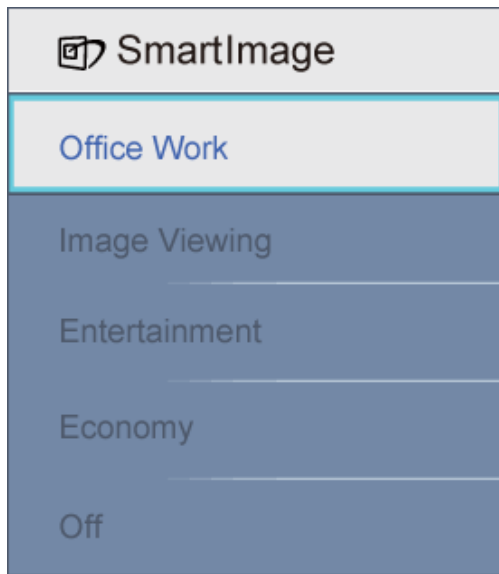 SmartImage
Office Work
Image Viewing
Entertainment
Economy
Off